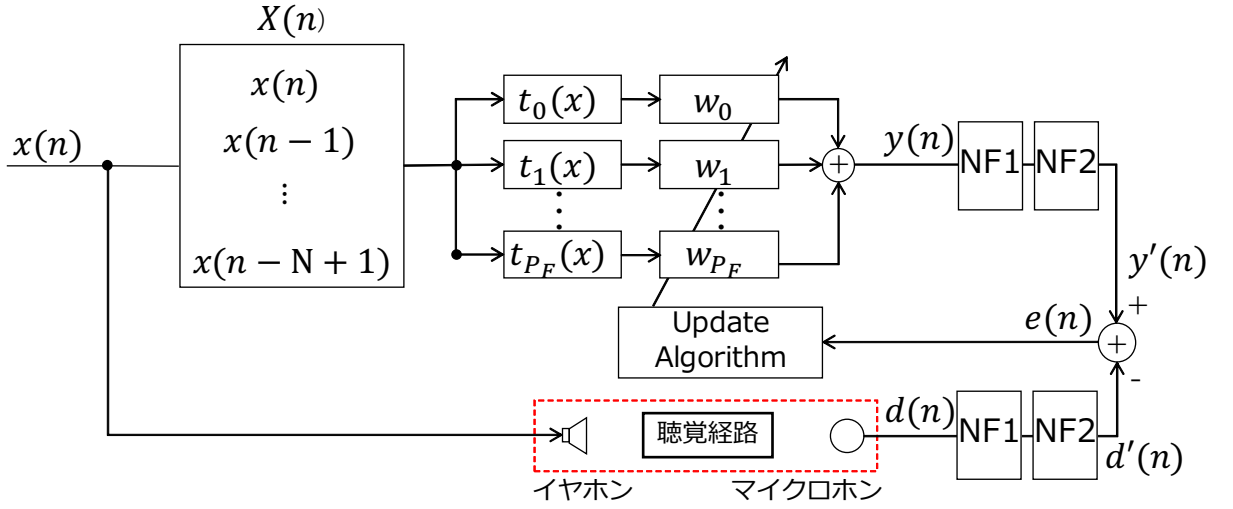 X(n)
x(n)
x(n)
x(n − 1)
⋮
x(n − N + 1)
t_0(x)
w_0
t_1(x)
w_1
⋮
⋮
t_{P_F}(x)
w_{P_F}
+
y(n)
NF1
NF2
y′(n)
+
+
-
e(n)
Update
Algorithm
聴覚経路
イヤホン
マイクロホン
d(n)
NF1
NF2
d′(n)